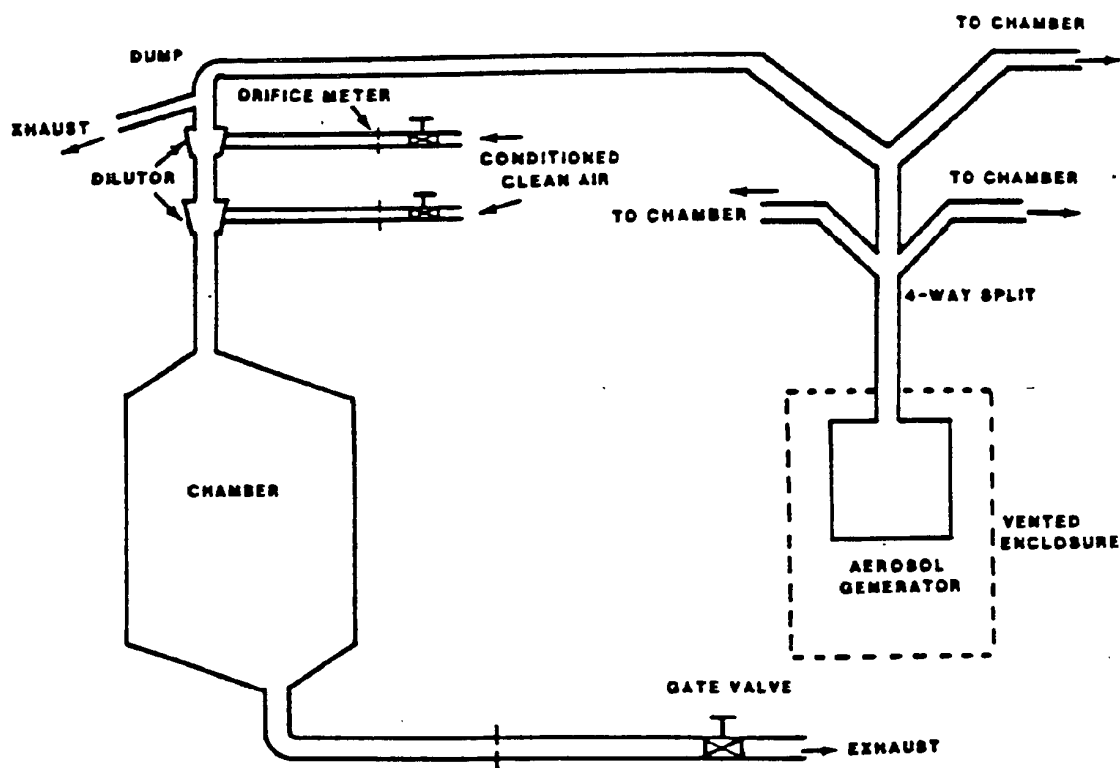 TO CHAMBER
DUMP
ORIFICE METER
XHAUST
CONDITIONED
CLEAN AIR
DILUTOR
TO CHAMBER
TO CHAMBER
4-WAY SPLIT
CHAMBER
VENTED
ENCLOSURE
AEROSOL
GENERATOR
GATE VALVE
EXHAUST